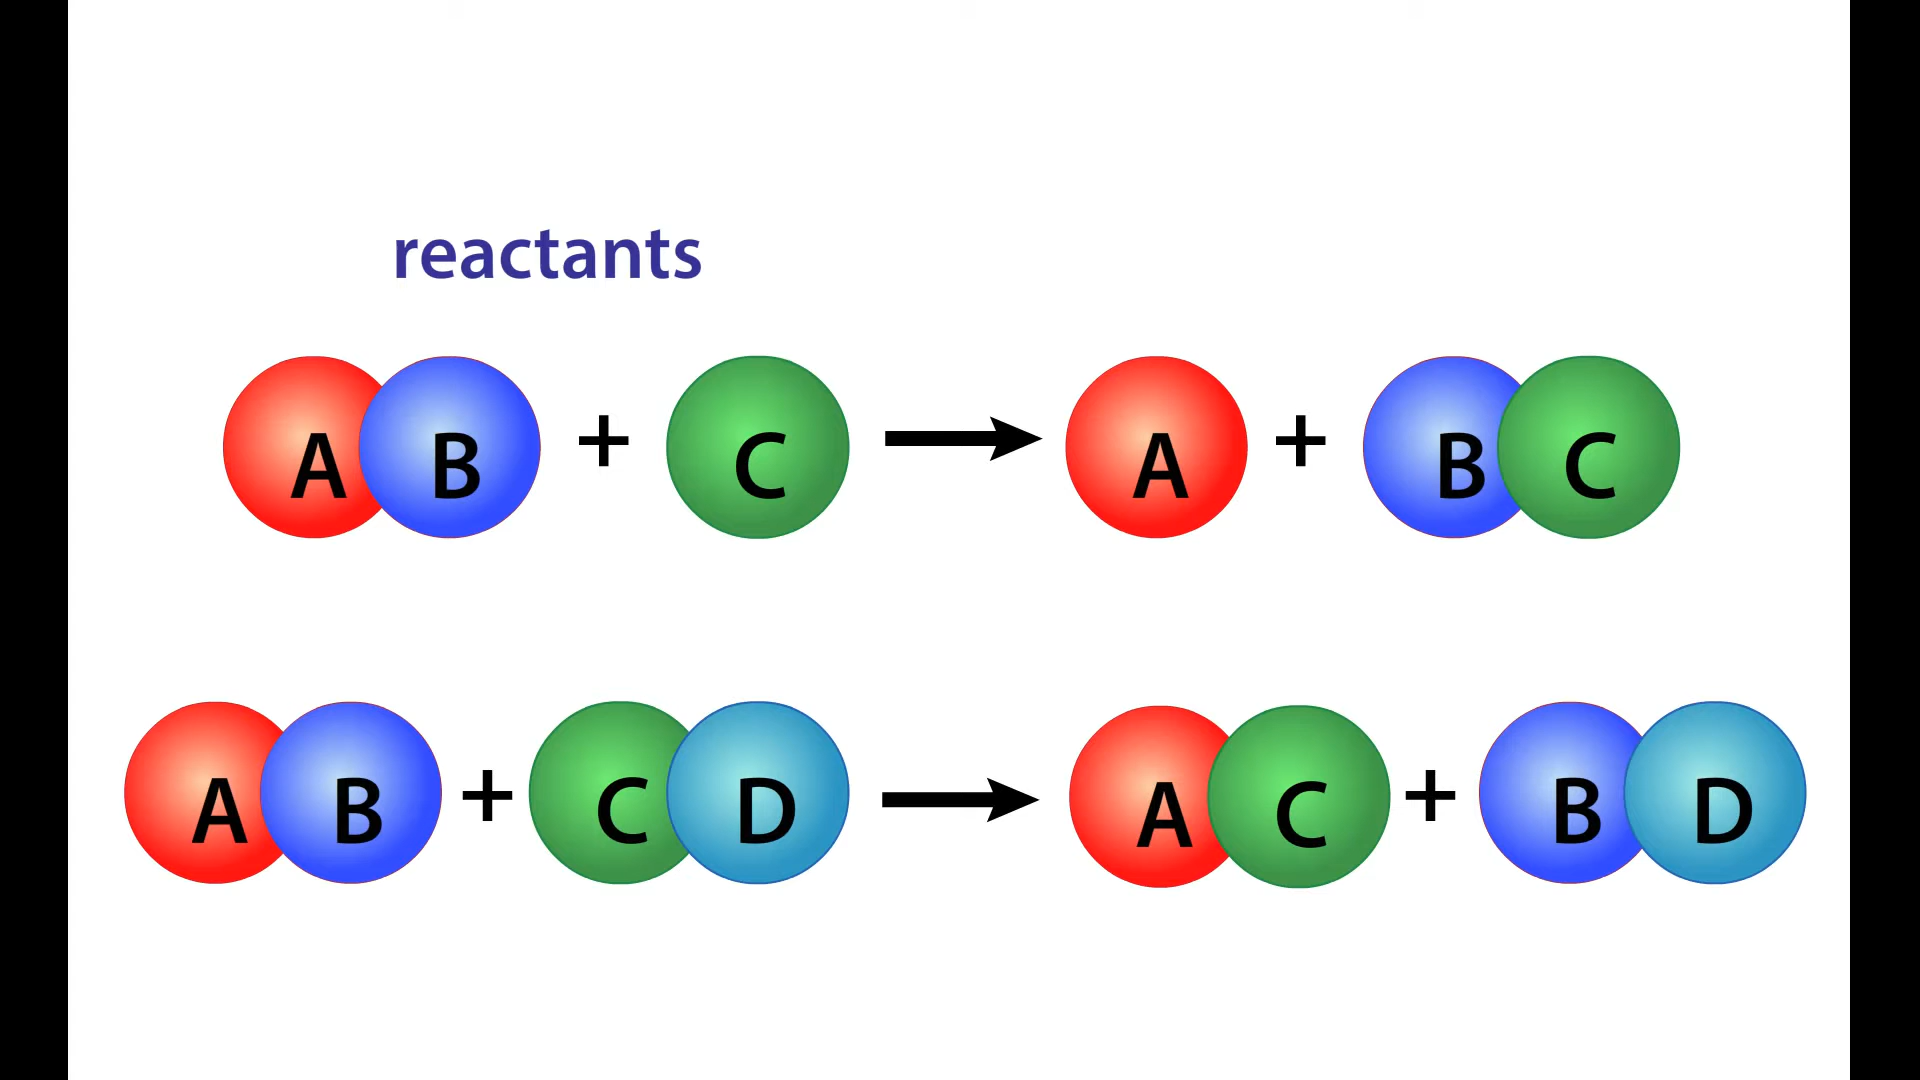 reactants
A B + C → A + B C
A B + C D → A C + B D